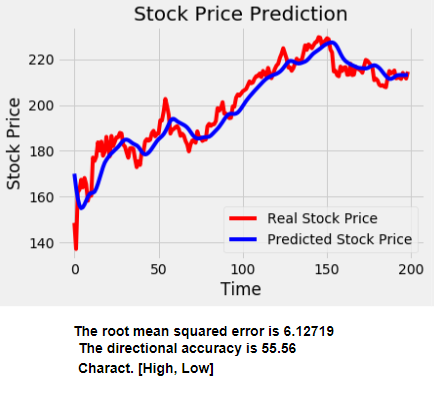 Stock Price Prediction
Stock Price
220
200
180
160
140
Real Stock Price
Predicted Stock Price
0 50 100 150 200
Time
The root mean squared error is 6.12719
The directional accuracy is 55.56
Charact. [High, Low]